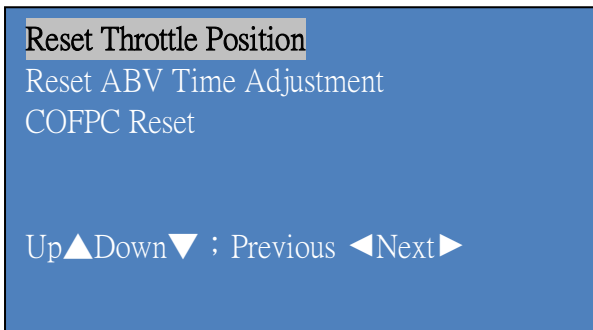 Reset Throttle Position
Reset ABV Time Adjustment
COFPC Reset
Up▲Down▼；Previous ◀Next▶